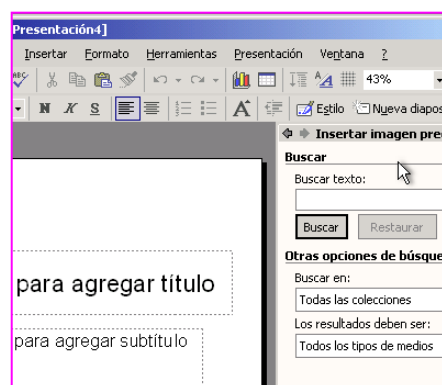 Presentación4]
Insertar Formato Herramientas Presentación Ventana ?
ABC 43%
N K S A Estilo Nueva diapos
Insertar imagen pre
Buscar
Buscar texto:
Buscar Restaurar
Otras opciones de búsque
Buscar en:
Todas las colecciones
Los resultados deben ser:
Todos los tipos de medios
para agregar título
para agregar subtítulo